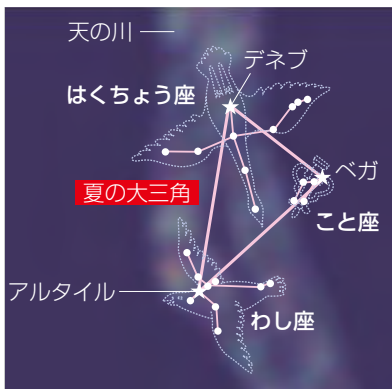 天の川
デネブ
はくちょう座
ベガ
夏の大三角
こと座
アルタイル
わし座